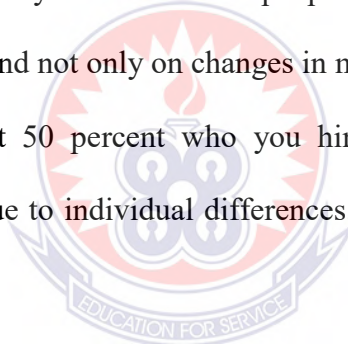 nd not only on changes in
t 50 percent who you hir
ue to individual differences
EDUCATION FOR SERVICE